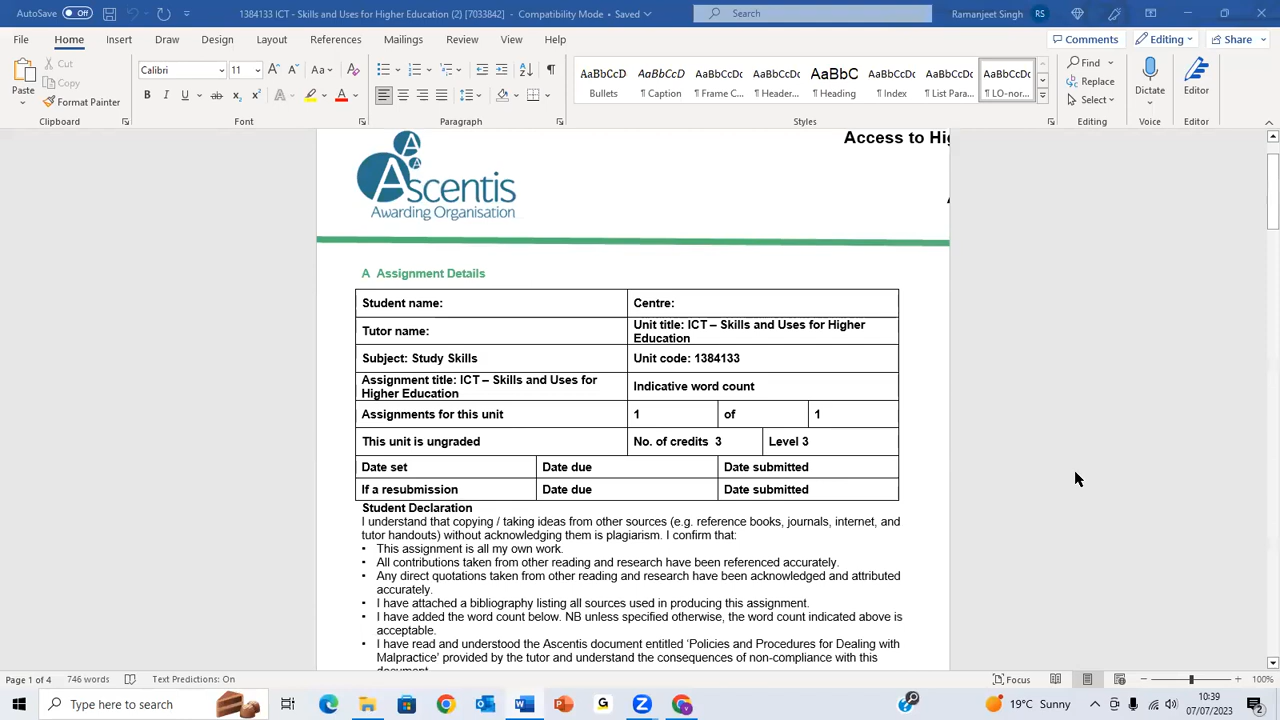 AutoSave Off 1384133 ICT - Skills and Uses for Higher Education (2) [7033842] - Compatibility Mode • Saved Search Ramanjeet Singh RS
File Home Insert Draw Design Layout References Mailings Review View Help Comments Editing Share
Paste Cut Copy Format Painter
Calibri 11
AaBbCcD AaBbCcD AaBbCcDc AaBbCcDc AaBbC AaBbCcDc AaBbCcDc AaBbCcDc
Bullets ¶ Caption ¶ Frame C... ¶ Header... ¶ Heading ¶ Index ¶ List Para... ¶ LO-nor...
Find Replace Select Dictate Editor
Clipboard Font Paragraph Styles Editing Voice Editor
Access to Hig
A
Ascentis
Awarding Organisation
A Assignment Details
Student name: Centre:
Tutor name: Unit title: ICT – Skills and Uses for Higher
Education
Subject: Study Skills Unit code: 1384133
Assignment title: ICT – Skills and Uses for
Higher Education Indicative word count
Assignments for this unit 1 of 1
This unit is ungraded No. of credits 3 Level 3
Date set Date due Date submitted
If a resubmission Date due Date submitted
Student Declaration
I understand that copying / taking ideas from other sources (e.g. reference books, journals, internet, and
tutor handouts) without acknowledging them is plagiarism. I confirm that:
• This assignment is all my own work.
• All contributions taken from other reading and research have been referenced accurately.
• Any direct quotations taken from other reading and research have been acknowledged and attributed
accurately.
• I have attached a bibliography listing all sources used in producing this assignment.
• I have added the word count below. NB unless specified otherwise, the word count indicated above is
acceptable.
• I have read and understood the Ascentis document entitled ‘Policies and Procedures for Dealing with
Malpractice’ provided by the tutor and understand the consequences of non-compliance with this
document
Page 1 of 4 746 words Text Predictions: On Focus 100%
Type here to search 19°C Sunny 10:39
07/07/2023 2